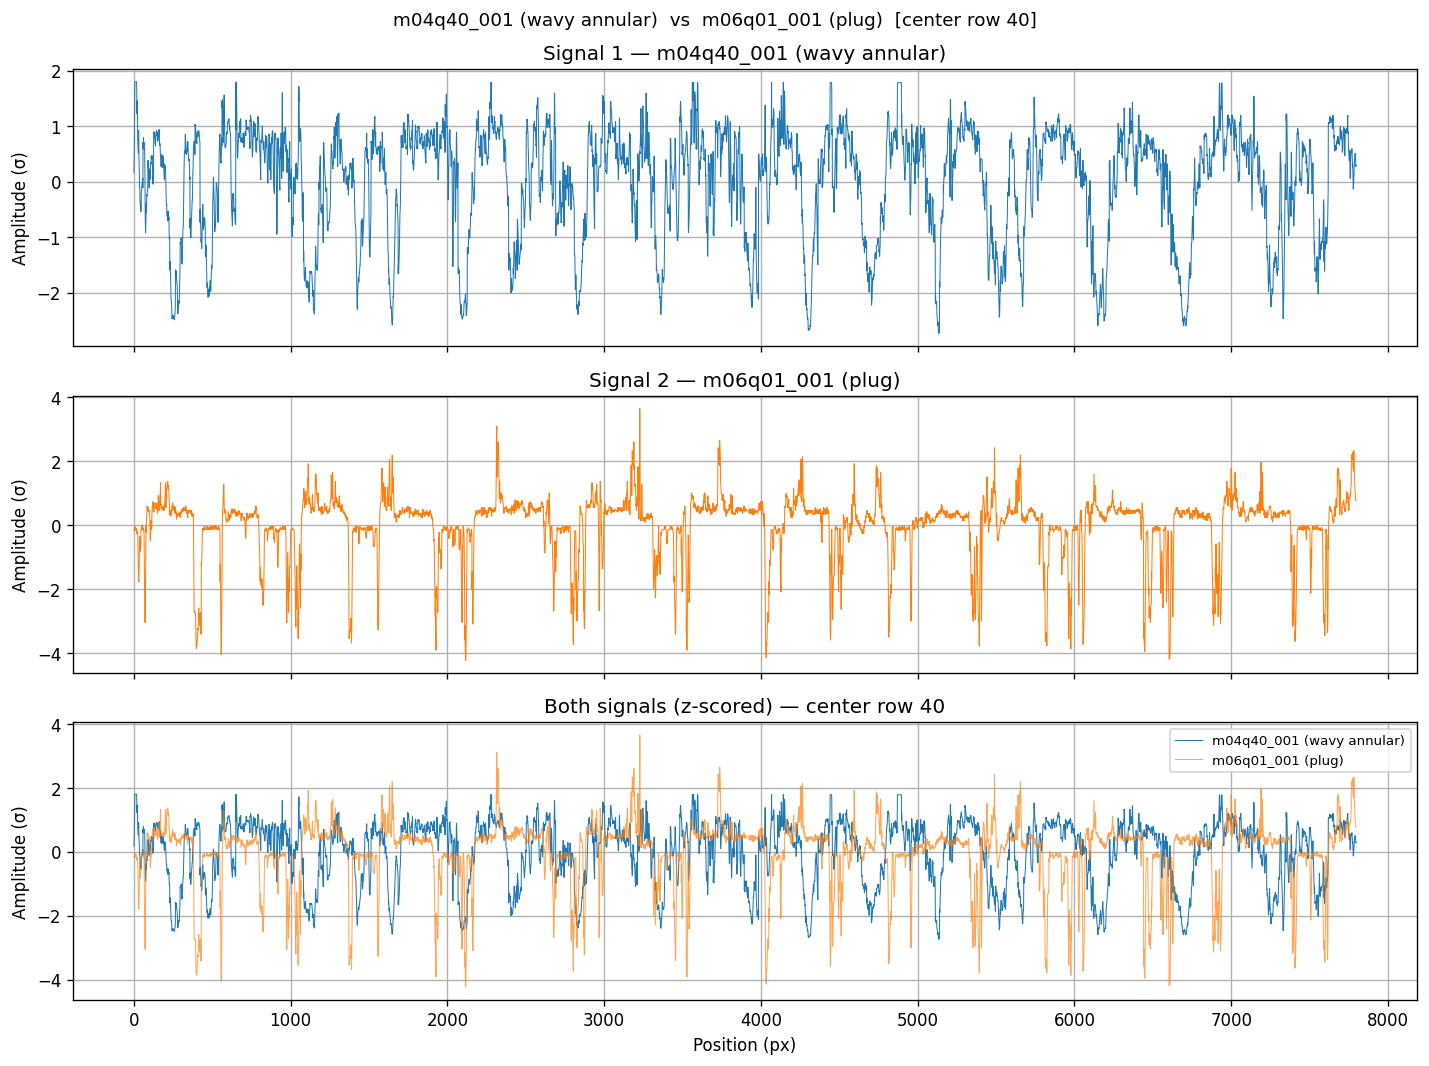 m04q40_001 (wavy annular)  vs  m06q01_001 (plug)  [center row 40]
Signal 1 — m04q40_001 (wavy annular)
Amplitude (σ)
2
1
0
−1
−2
Signal 2 — m06q01_001 (plug)
Amplitude (σ)
4
2
0
−2
−4
Both signals (z-scored) — center row 40
Amplitude (σ)
4
2
0
−2
−4
m04q40_001 (wavy annular)
m06q01_001 (plug)
0 1000 2000 3000 4000 5000 6000 7000 8000
Position (px)